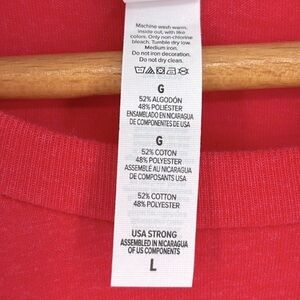 Machine wash warm,
inside out, with like
colors. Only non-chlorine
bleach. Tumble dry low.
Medium iron.
Do not iron decoration.
Do not dry clean.
G
52% ALGODÓN
48% POLIÉSTER
ENSAMBLADO EN NICARAGUA
DE COMPONENTES DE USA
G
52% COTON
48% POLYESTER
ASSEMBLÉ AU NICARAGUA
DE COMPOSANTS USA
52% COTTON
48% POLYESTER
USA STRONG
ASSEMBLED IN NICARAGUA
OF US COMPONENTS
L